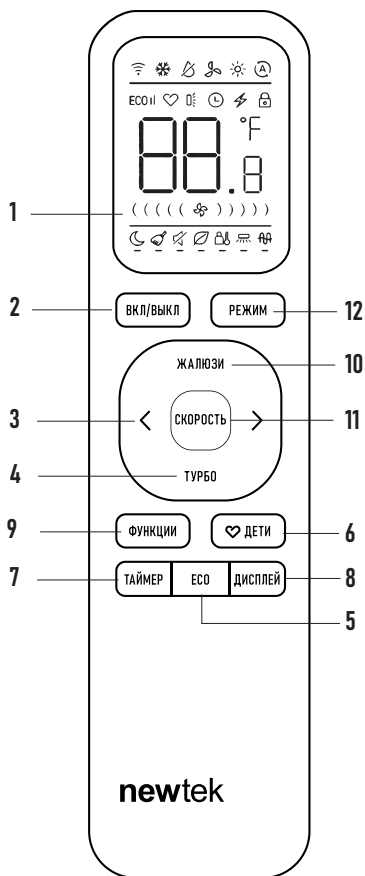 A
ECO
88.8 °F
1
2 ВКЛ/ВЫКЛ РЕЖИМ 12
ЖАЛЮЗИ 10
3 < СКОРОСТЬ > 11
4 ТУРБО
9 ФУНКЦИИ ДЕТИ 6
7 ТАЙМЕР ECO ДИСПЛЕЙ 8
5
newtek